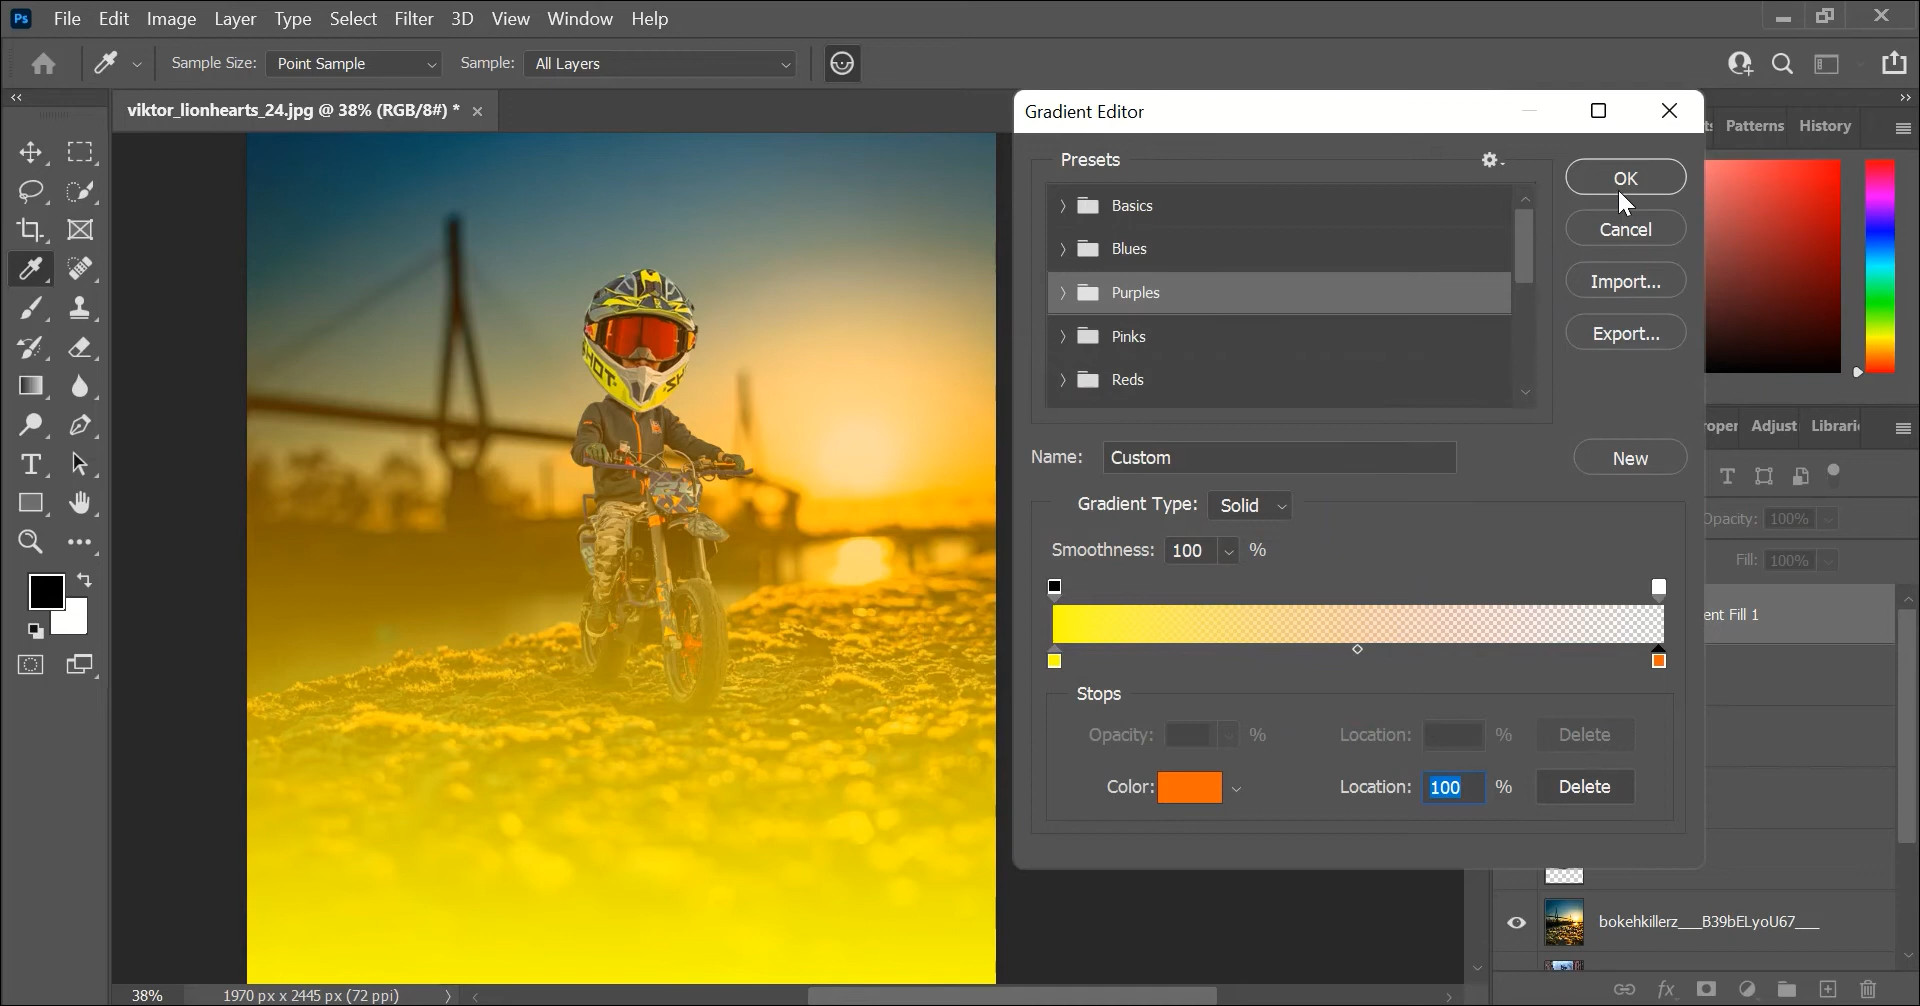 Ps File Edit Image Layer Type Select Filter 3D View Window Help
Sample Size: Point Sample Sample: All Layers
viktor_lionhearts_24.jpg @ 38% (RGB/8#) *
Gradient Editor
Patterns History
Presets
Basics
Blues
Purples
Pinks
Reds
OK
Cancel
Import...
Export...
Adjust Librari
Name: Custom New
Gradient Type: Solid
Smoothness: 100 %
Opacity: 100%
Fill: 100%
ent Fill 1
Stops
Opacity: % Location: % Delete
Color: Location: 100 % Delete
SHOT
bokehkillerz___B39bELyoU67___
38% 1970 px x 2445 px (72 ppi)
fx